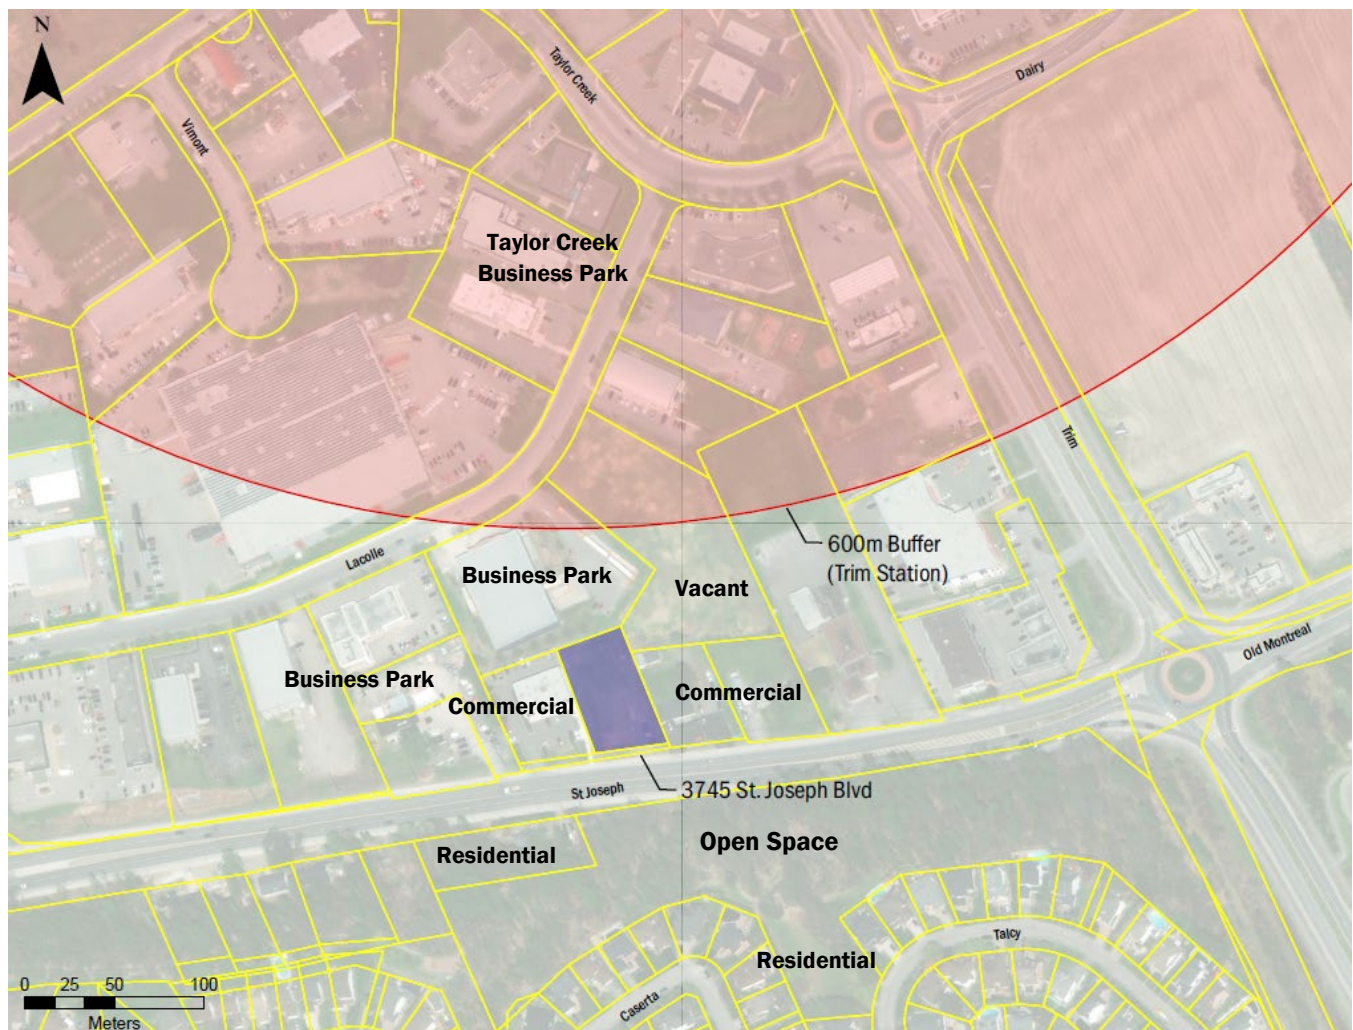 N
Taylor Creek
Dairy
Vimont
Taylor Creek
Business Park
Trim
600m Buffer
(Trim Station)
Lacolle
Business Park
Vacant
Old Montreal
Business Park
Commercial
Commercial
St Joseph
3745 St. Joseph Blvd
Residential
Open Space
Talcy
Residential
Caserta
0 25 50 100
Meters